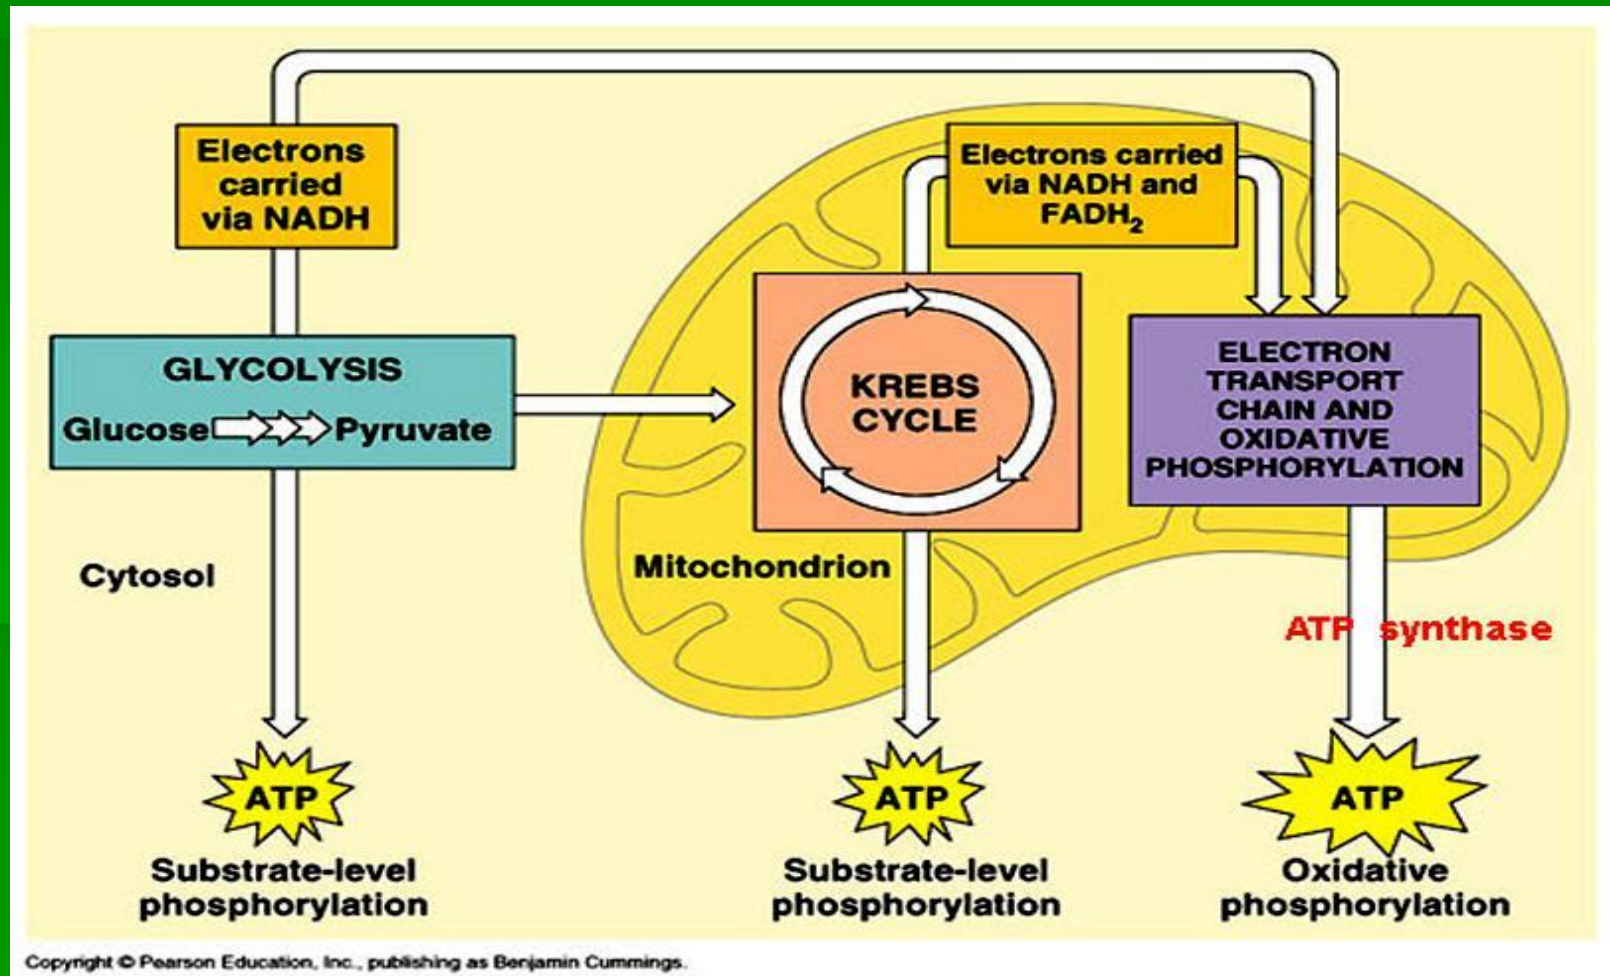 Electrons
carried
via NADH
Electrons carried
via NADH and
FADH₂
GLYCOLYSIS
Glucose Pyruvate
KREBS
CYCLE
ELECTRON
TRANSPORT
CHAIN AND
OXIDATIVE
PHOSPHORYLATION
Cytosol
Mitochondrion
ATP synthase
ATP
Substrate-level
phosphorylation
ATP
Substrate-level
phosphorylation
ATP
Oxidative
phosphorylation
Copyright © Pearson Education, Inc., publishing as Benjamin Cummings.